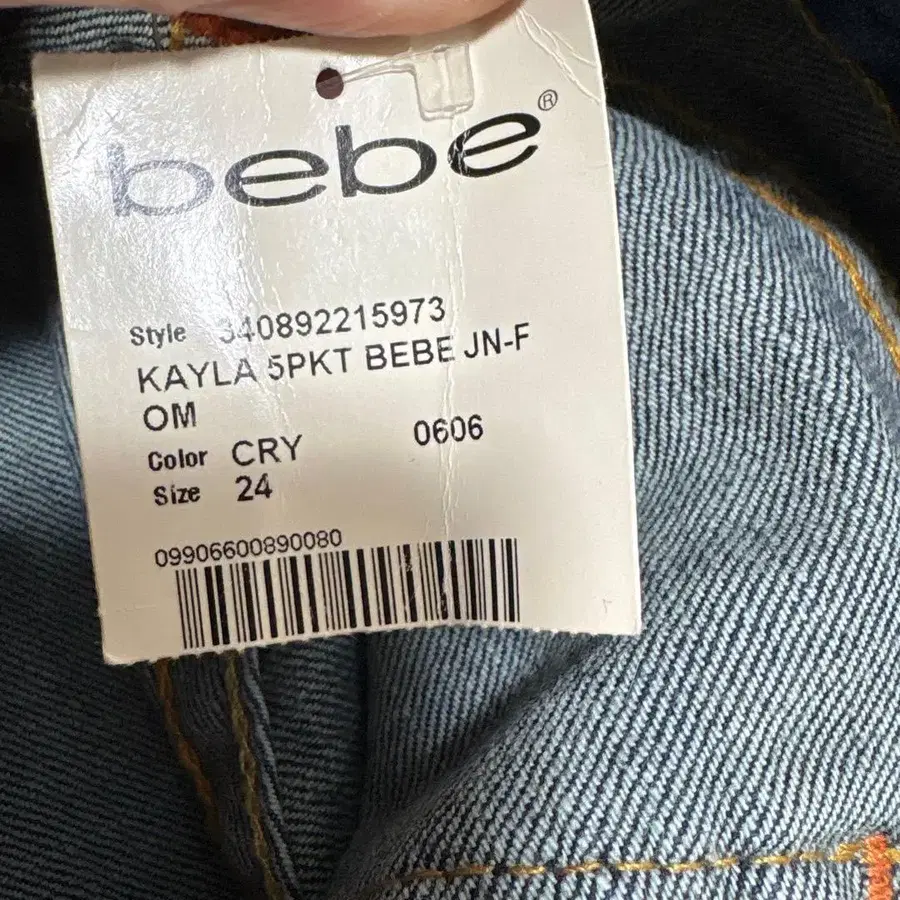 bebe®
Style 340892215973
KAYLA 5PKT BEBE JN-F
OM
Color CRY 0606
Size 24
09906600890080